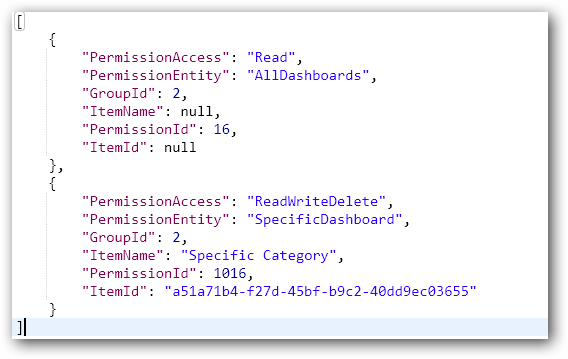 [
    {
        "PermissionAccess": "Read",
        "PermissionEntity": "AllDashboards",
        "GroupId": 2,
        "ItemName": null,
        "PermissionId": 16,
        "ItemId": null
    },
    {
        "PermissionAccess": "ReadWriteDelete",
        "PermissionEntity": "SpecificDashboard",
        "GroupId": 2,
        "ItemName": "Specific Category",
        "PermissionId": 1016,
        "ItemId": "a51a71b4-f27d-45bf-b9c2-40dd9ec03655"
    }
]